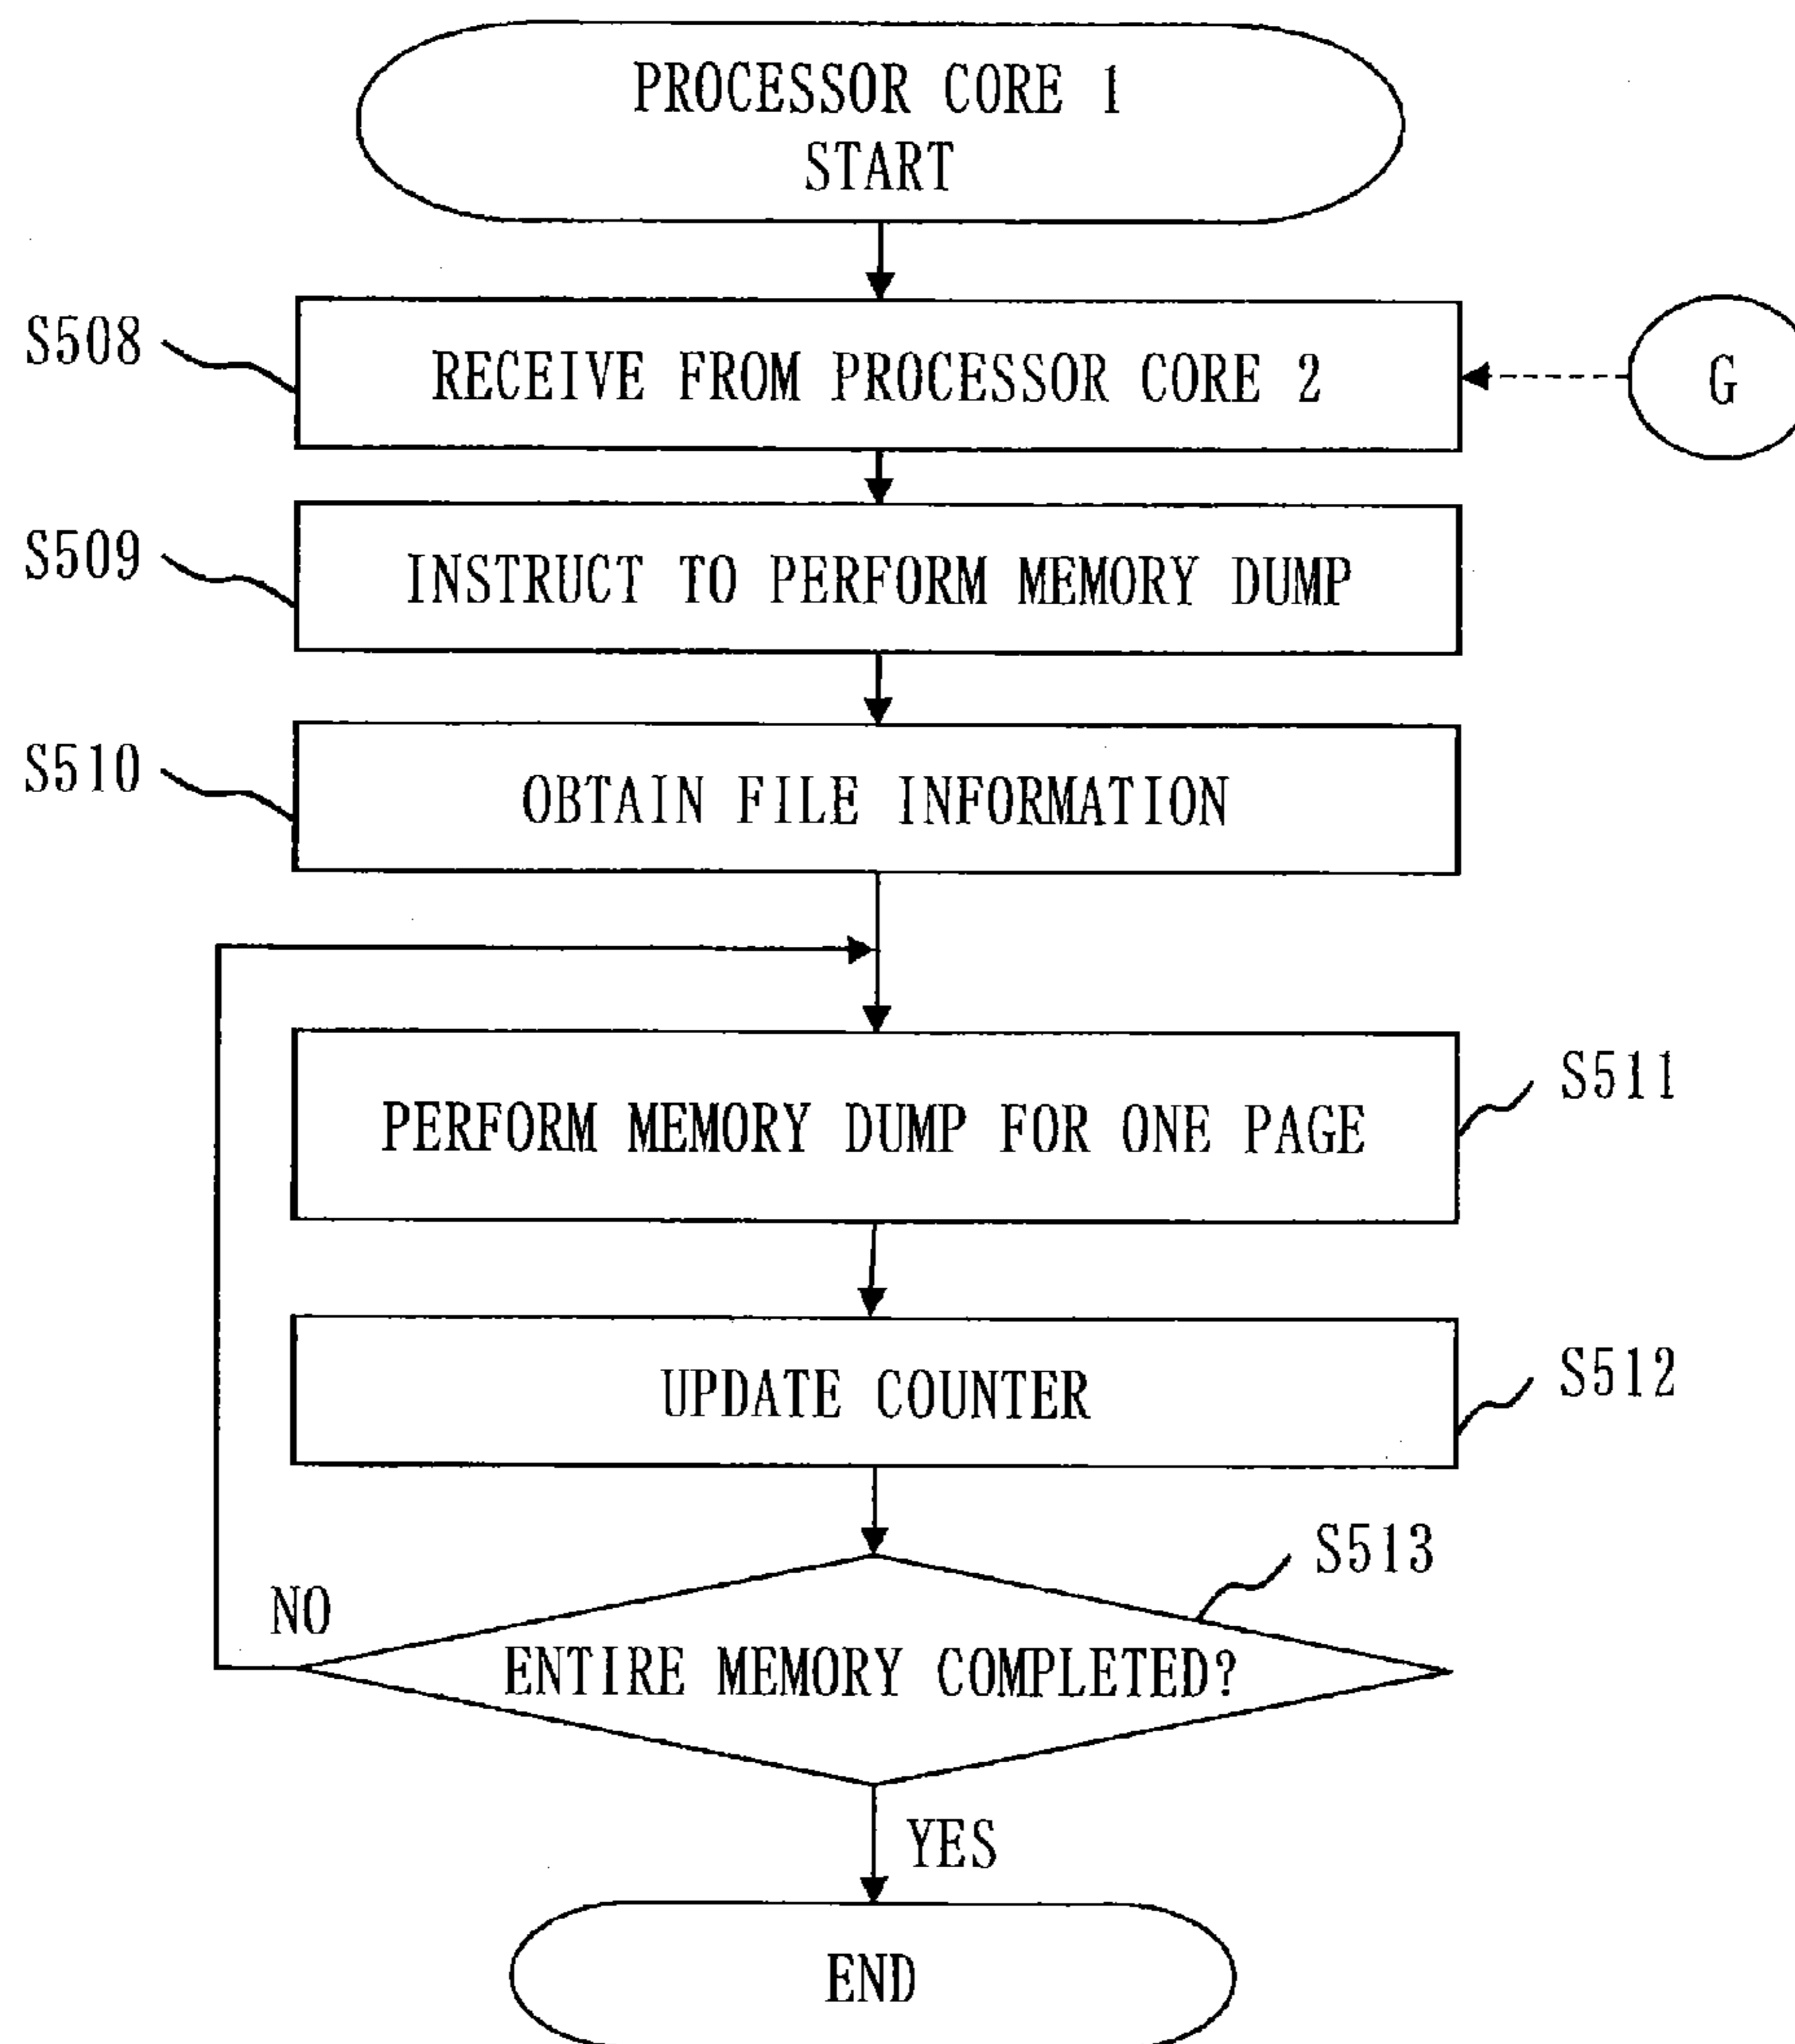 PROCESSOR CORE 1
START
S508
RECEIVE FROM PROCESSOR CORE 2
G
S509
INSTRUCT TO PERFORM MEMORY DUMP
S510
OBTAIN FILE INFORMATION
S511
PERFORM MEMORY DUMP FOR ONE PAGE
S512
UPDATE COUNTER
S513
NO
ENTIRE MEMORY COMPLETED?
YES
END